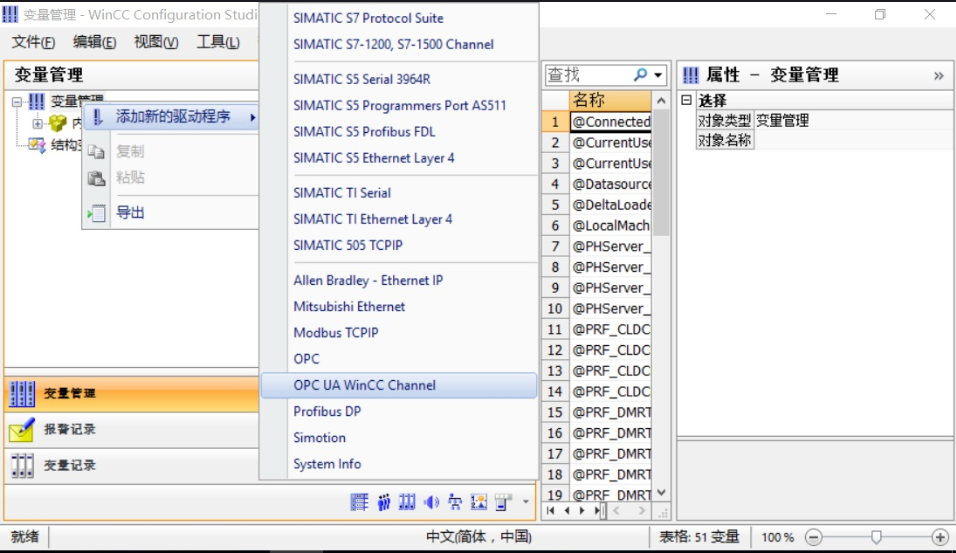 变量管理 - WinCC Configuration Studi
文件(F) 编辑(E) 视图(V) 工具(L)
变量管理
变量管理
内
结构变
添加新的驱动程序
复制
粘贴
导出
SIMATIC S7 Protocol Suite
SIMATIC S7-1200, S7-1500 Channel
SIMATIC S5 Serial 3964R
SIMATIC S5 Programmers Port AS511
SIMATIC S5 Profibus FDL
SIMATIC S5 Ethernet Layer 4
SIMATIC TI Serial
SIMATIC TI Ethernet Layer 4
SIMATIC 505 TCPIP
Allen Bradley - Ethernet IP
Mitsubishi Ethernet
Modbus TCPIP
OPC
OPC UA WinCC Channel
Profibus DP
Simotion
System Info
变量管理
报警记录
变量记录
查找
名称
1 @Connected
2 @CurrentUse
3 @CurrentUse
4 @Datasource
5 @DeltaLoade
6 @LocalMach
7 @PHServer_
8 @PHServer_
9 @PHServer_
10 @PHServer_
11 @PRF_CLDC
12 @PRF_CLDC
13 @PRF_CLDC
14 @PRF_CLDC
15 @PRF_DMRT
16 @PRF_DMRT
17 @PRF_DMRT
18 @PRF_DMRT
19 @PRF_DMRT
属性 - 变量管理 »
选择
对象类型 变量管理
对象名称
就绪 中文(简体，中国) 表格: 51 变量 100 %